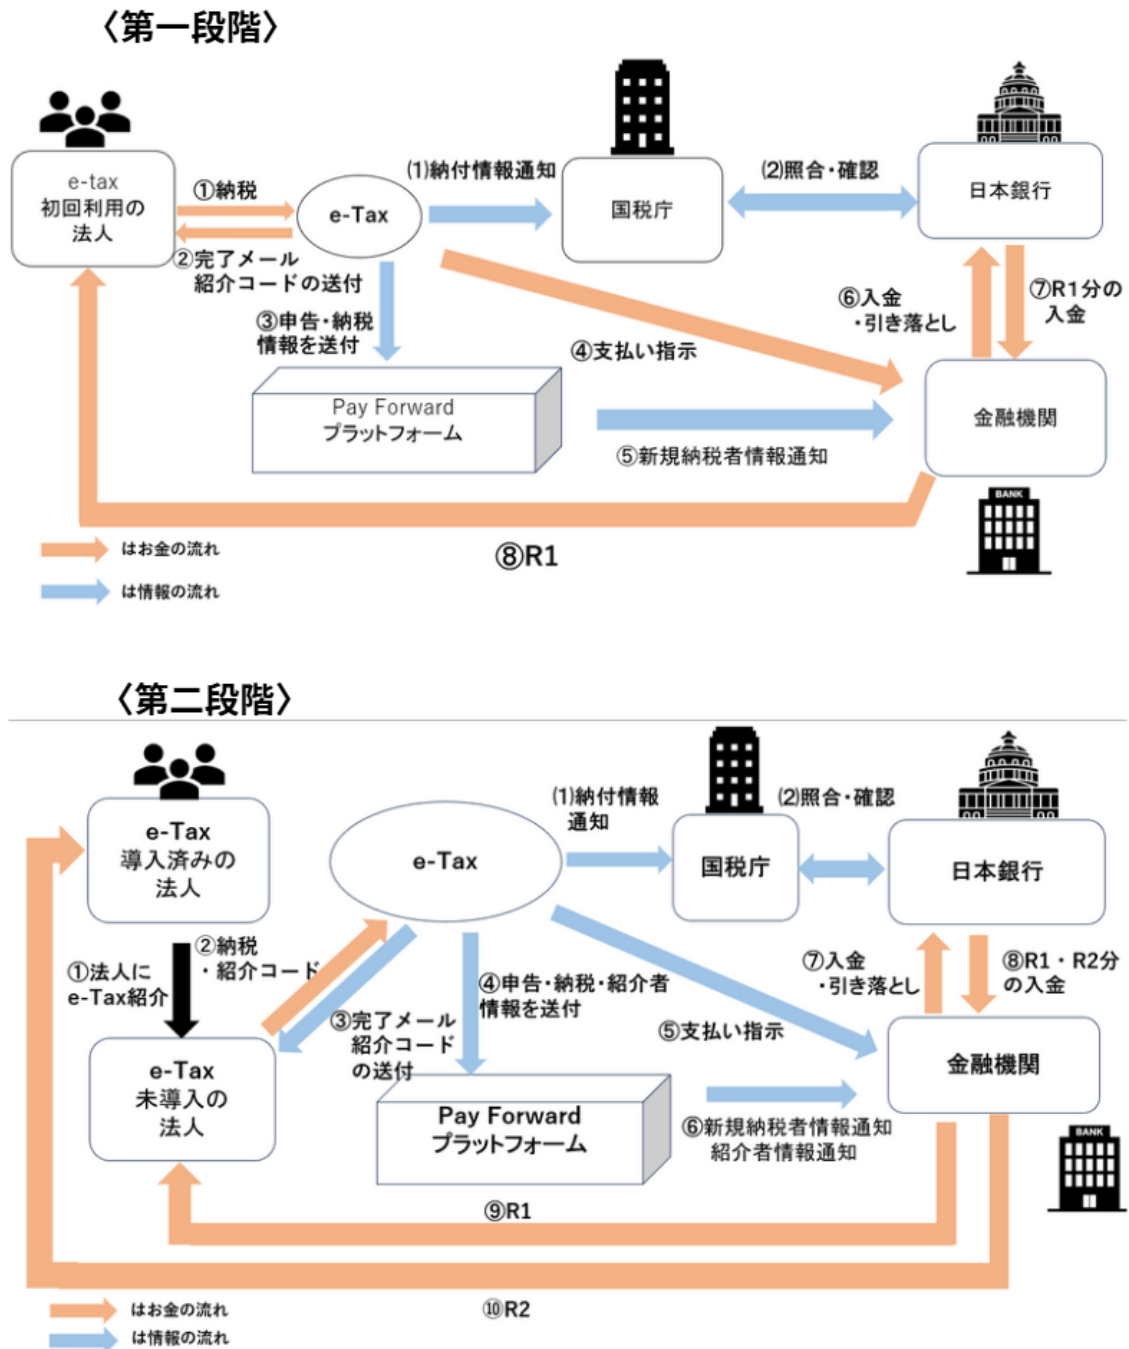 〈第一段階〉
e-tax
初回利用の
法人
①納税
②完了メール
紹介コードの送付
e-Tax
⑴納付情報通知
国税庁
⑵照合・確認
日本銀行
③申告・納税
情報を送付
④支払い指示
⑥入金
・引き落とし
⑦R1分の
入金
Pay Forward
プラットフォーム
⑤新規納税者情報通知
金融機関
BANK
⑧R1
はお金の流れ
は情報の流れ
〈第二段階〉
e-Tax
導入済みの
法人
e-Tax
⑴納付情報
通知
国税庁
⑵照合・確認
日本銀行
①法人に
e-Tax紹介
②納税
・紹介コード
③完了メール
紹介コード
の送付
④申告・納税・紹介者
情報を送付
⑤支払い指示
⑦入金
・引き落とし
⑧R1・R2分
の入金
e-Tax
未導入の
法人
Pay Forward
プラットフォーム
⑥新規納税者情報通知
紹介者情報通知
金融機関
BANK
⑨R1
⑩R2
はお金の流れ
は情報の流れ